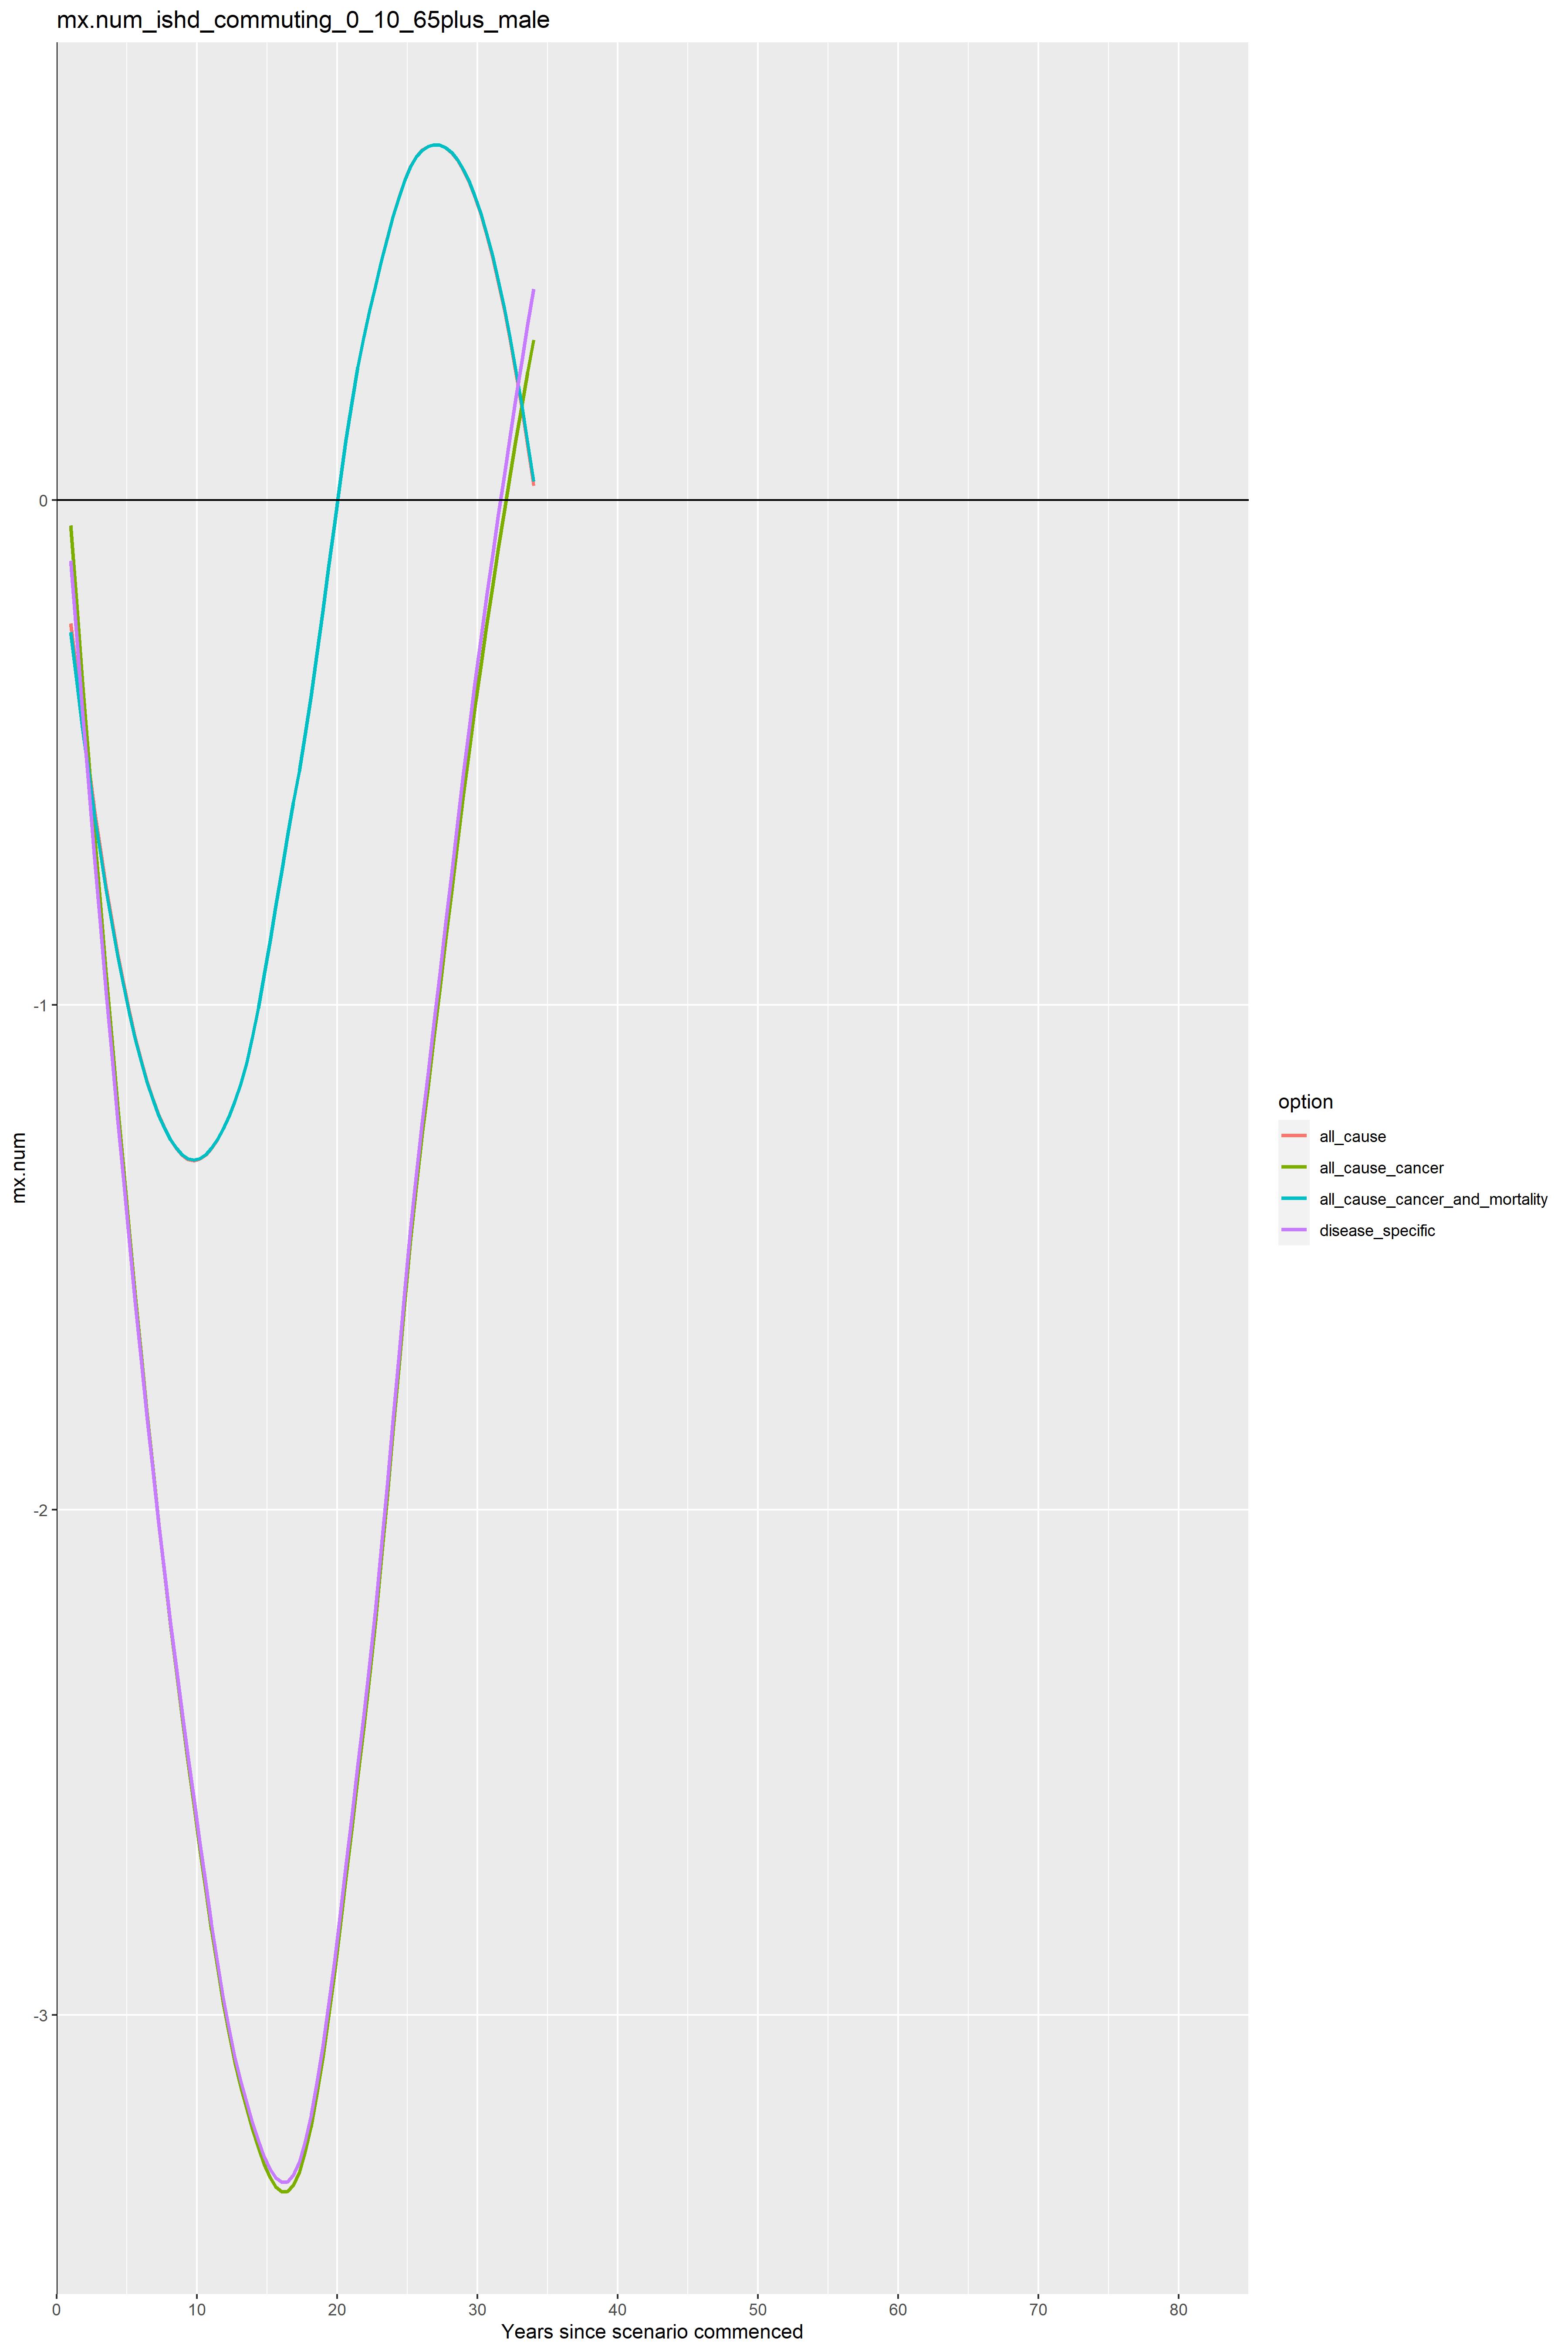 mx.num_ishd_commuting_0_10_65plus_male
mx.num
0
-1
-2
-3
0 10 20 30 40 50 60 70 80
Years since scenario commenced
option
all_cause
all_cause_cancer
all_cause_cancer_and_mortality
disease_specific